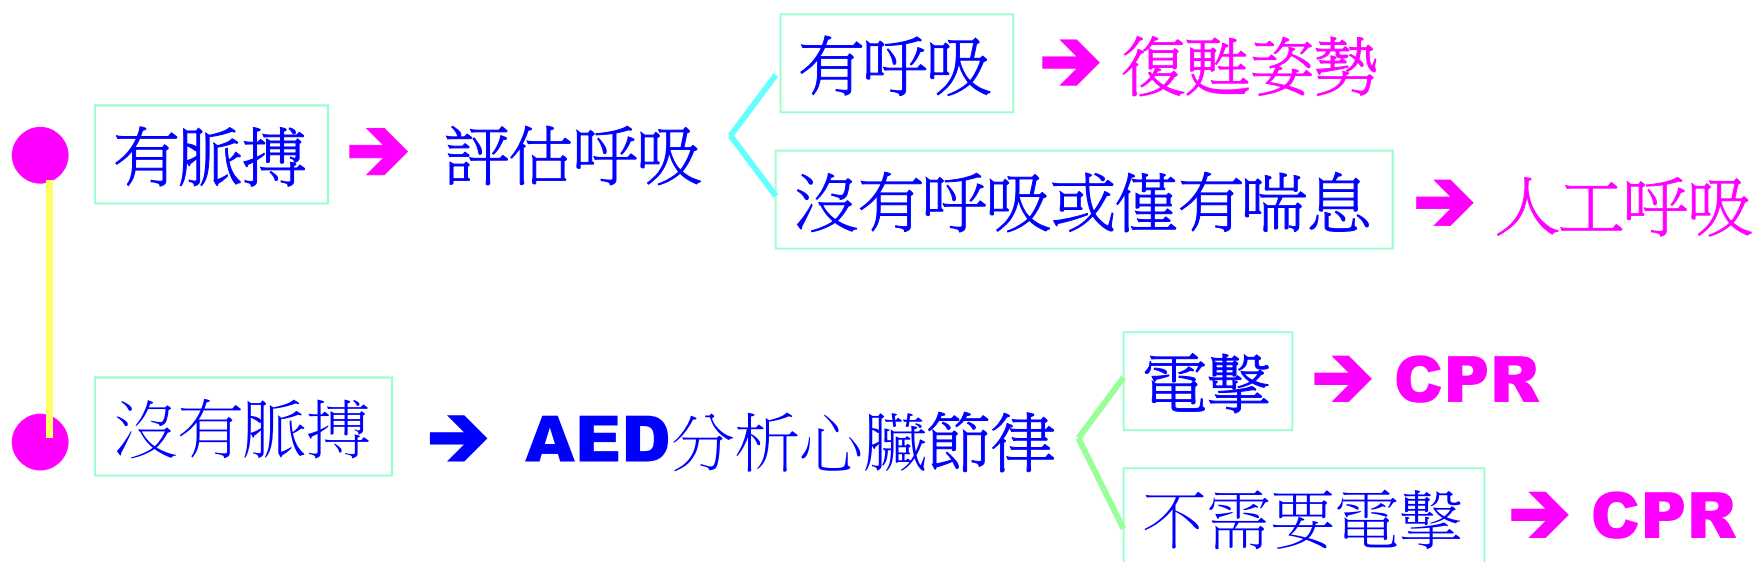 有呼吸 ➔ 復甦姿勢
有脈搏 ➔ 評估呼吸
沒有呼吸或僅有喘息 ➔ 人工呼吸
電擊 ➔ CPR
沒有脈搏 ➔ AED分析心臟節律
不需要電擊 ➔ CPR